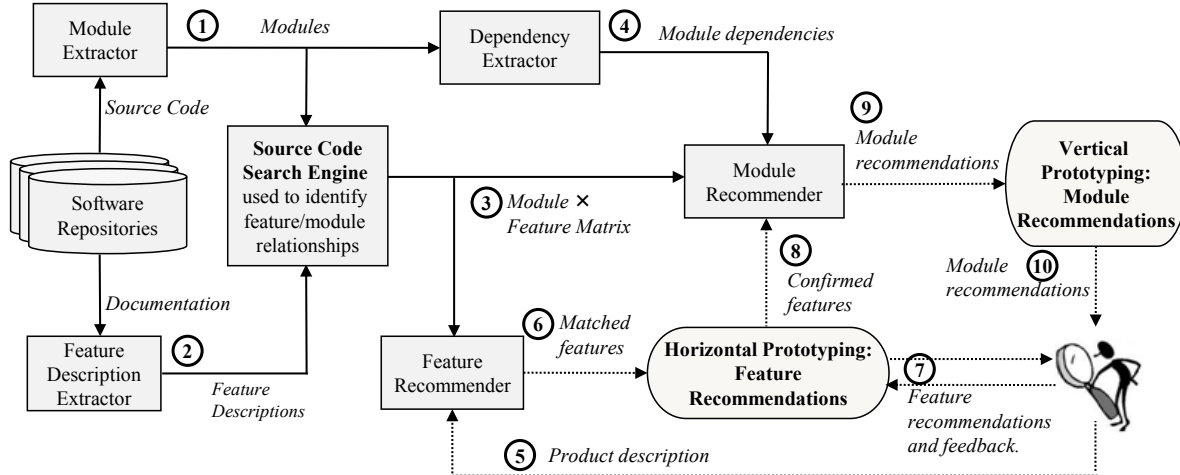 Module
Extractor
1
Modules
Dependency
Extractor
4
Module dependencies
Source Code
Software
Repositories
Source Code
Search Engine
used to identify
feature/module
relationships
3
Module ×
Feature Matrix
Module
Recommender
9
Module
recommendations
Vertical
Prototyping:
Module
Recommendations
8
Confirmed
features
Module
recommendations
10
Documentation
Feature
Description
Extractor
2
Feature
Descriptions
Feature
Recommender
6
Matched
features
Horizontal Prototyping:
Feature
Recommendations
7
Feature
recommendations
and feedback.
5
Product description